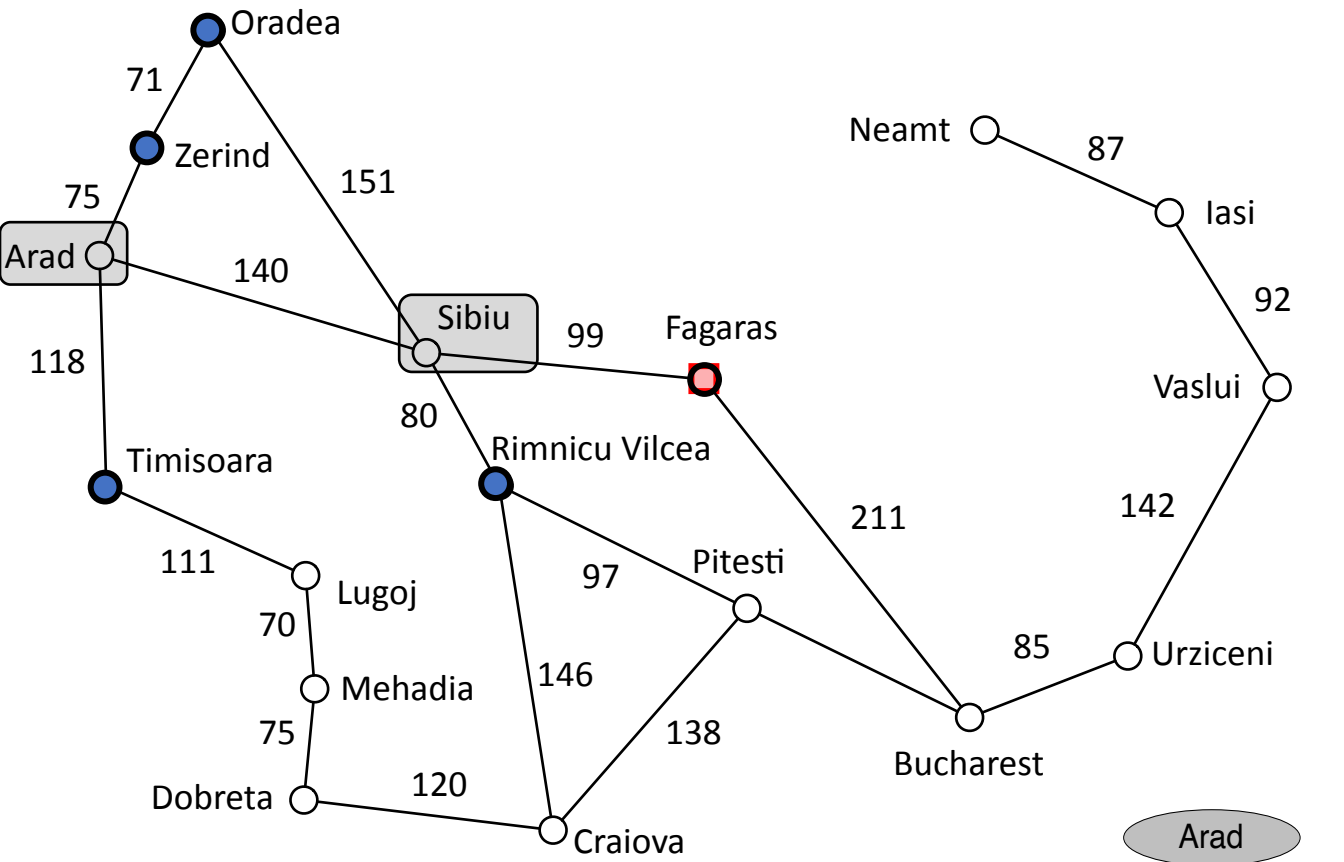 Oradea
71
Neamt
87
Zerind
151
75
Iasi
Arad
140
92
Sibiu
99
Fagaras
118
Vaslui
80
Rimnicu Vilcea
Timisoara
142
211
111
97
Pitesti
Lugoj
70
85
Urziceni
146
Mehadia
75
138
Bucharest
Dobreta
120
Craiova
Arad